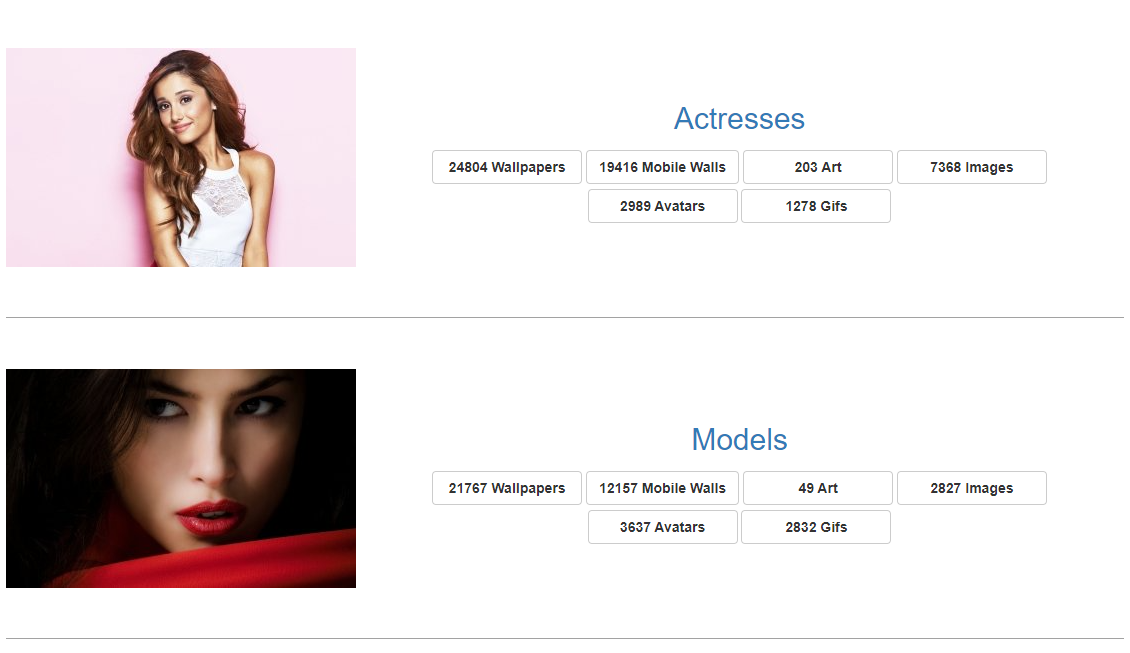 Actresses
24804 Wallpapers 19416 Mobile Walls 203 Art 7368 Images
2989 Avatars 1278 Gifs
Models
21767 Wallpapers 12157 Mobile Walls 49 Art 2827 Images
3637 Avatars 2832 Gifs